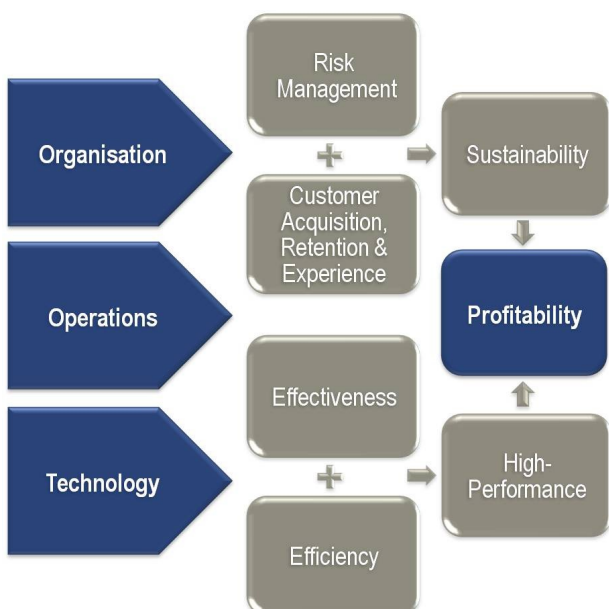 Organisation
Operations
Technology
Risk
Management
+
Customer
Acquisition,
Retention &
Experience
Sustainability
Profitability
Effectiveness
+
Efficiency
High-
Performance